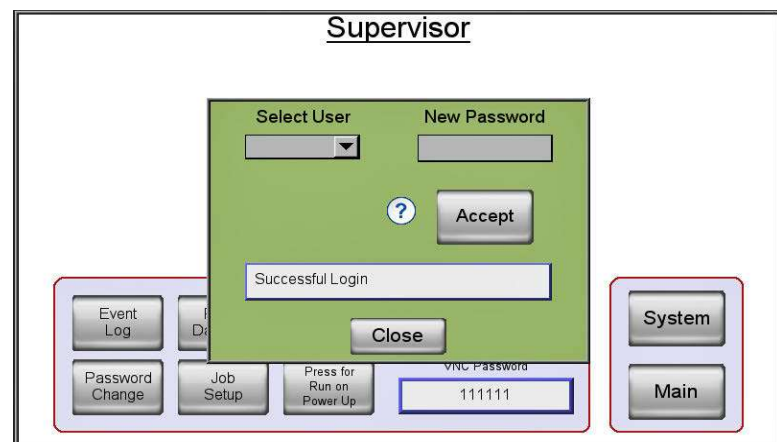 Supervisor
Select User
New Password
?
Accept
Successful Login
Close
Event
Log
System
Password
Change
Job
Setup
Press for
Run on
Power Up
VNC Password
111111
Main